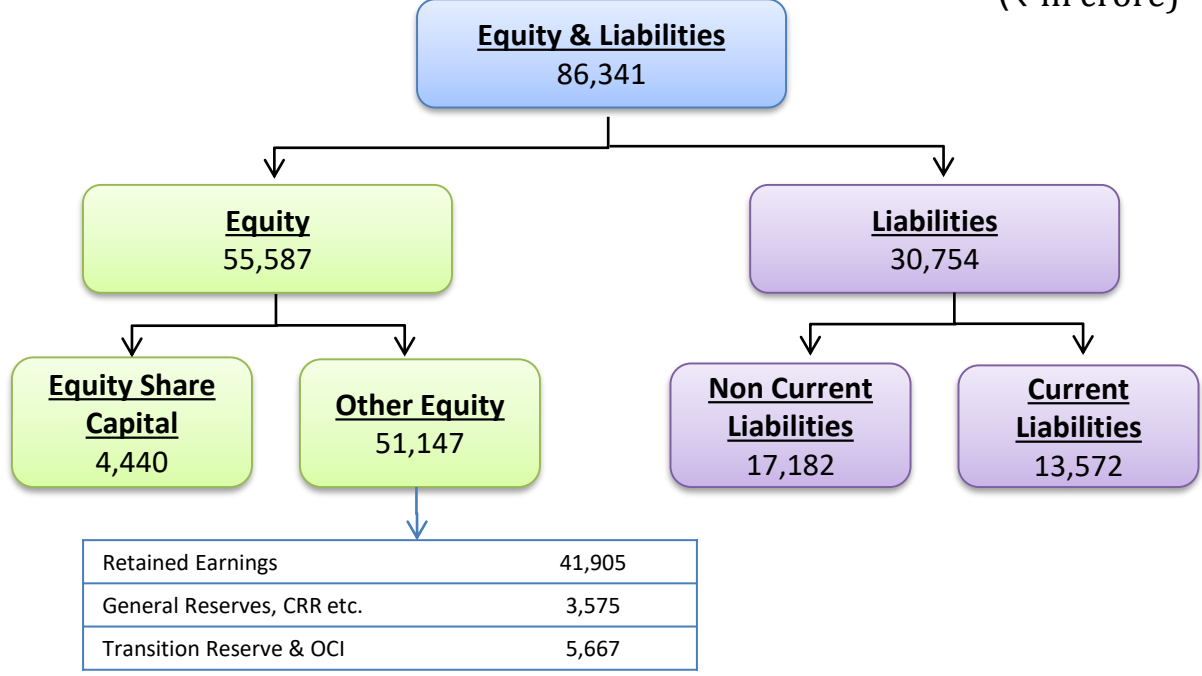 (₹ in crore)
Equity & Liabilities
86,341
Equity
55,587
Liabilities
30,754
Equity Share
Capital
4,440
Other Equity
51,147
Non Current
Liabilities
17,182
Current
Liabilities
13,572
Retained Earnings 41,905
General Reserves, CRR etc. 3,575
Transition Reserve & OCI 5,667